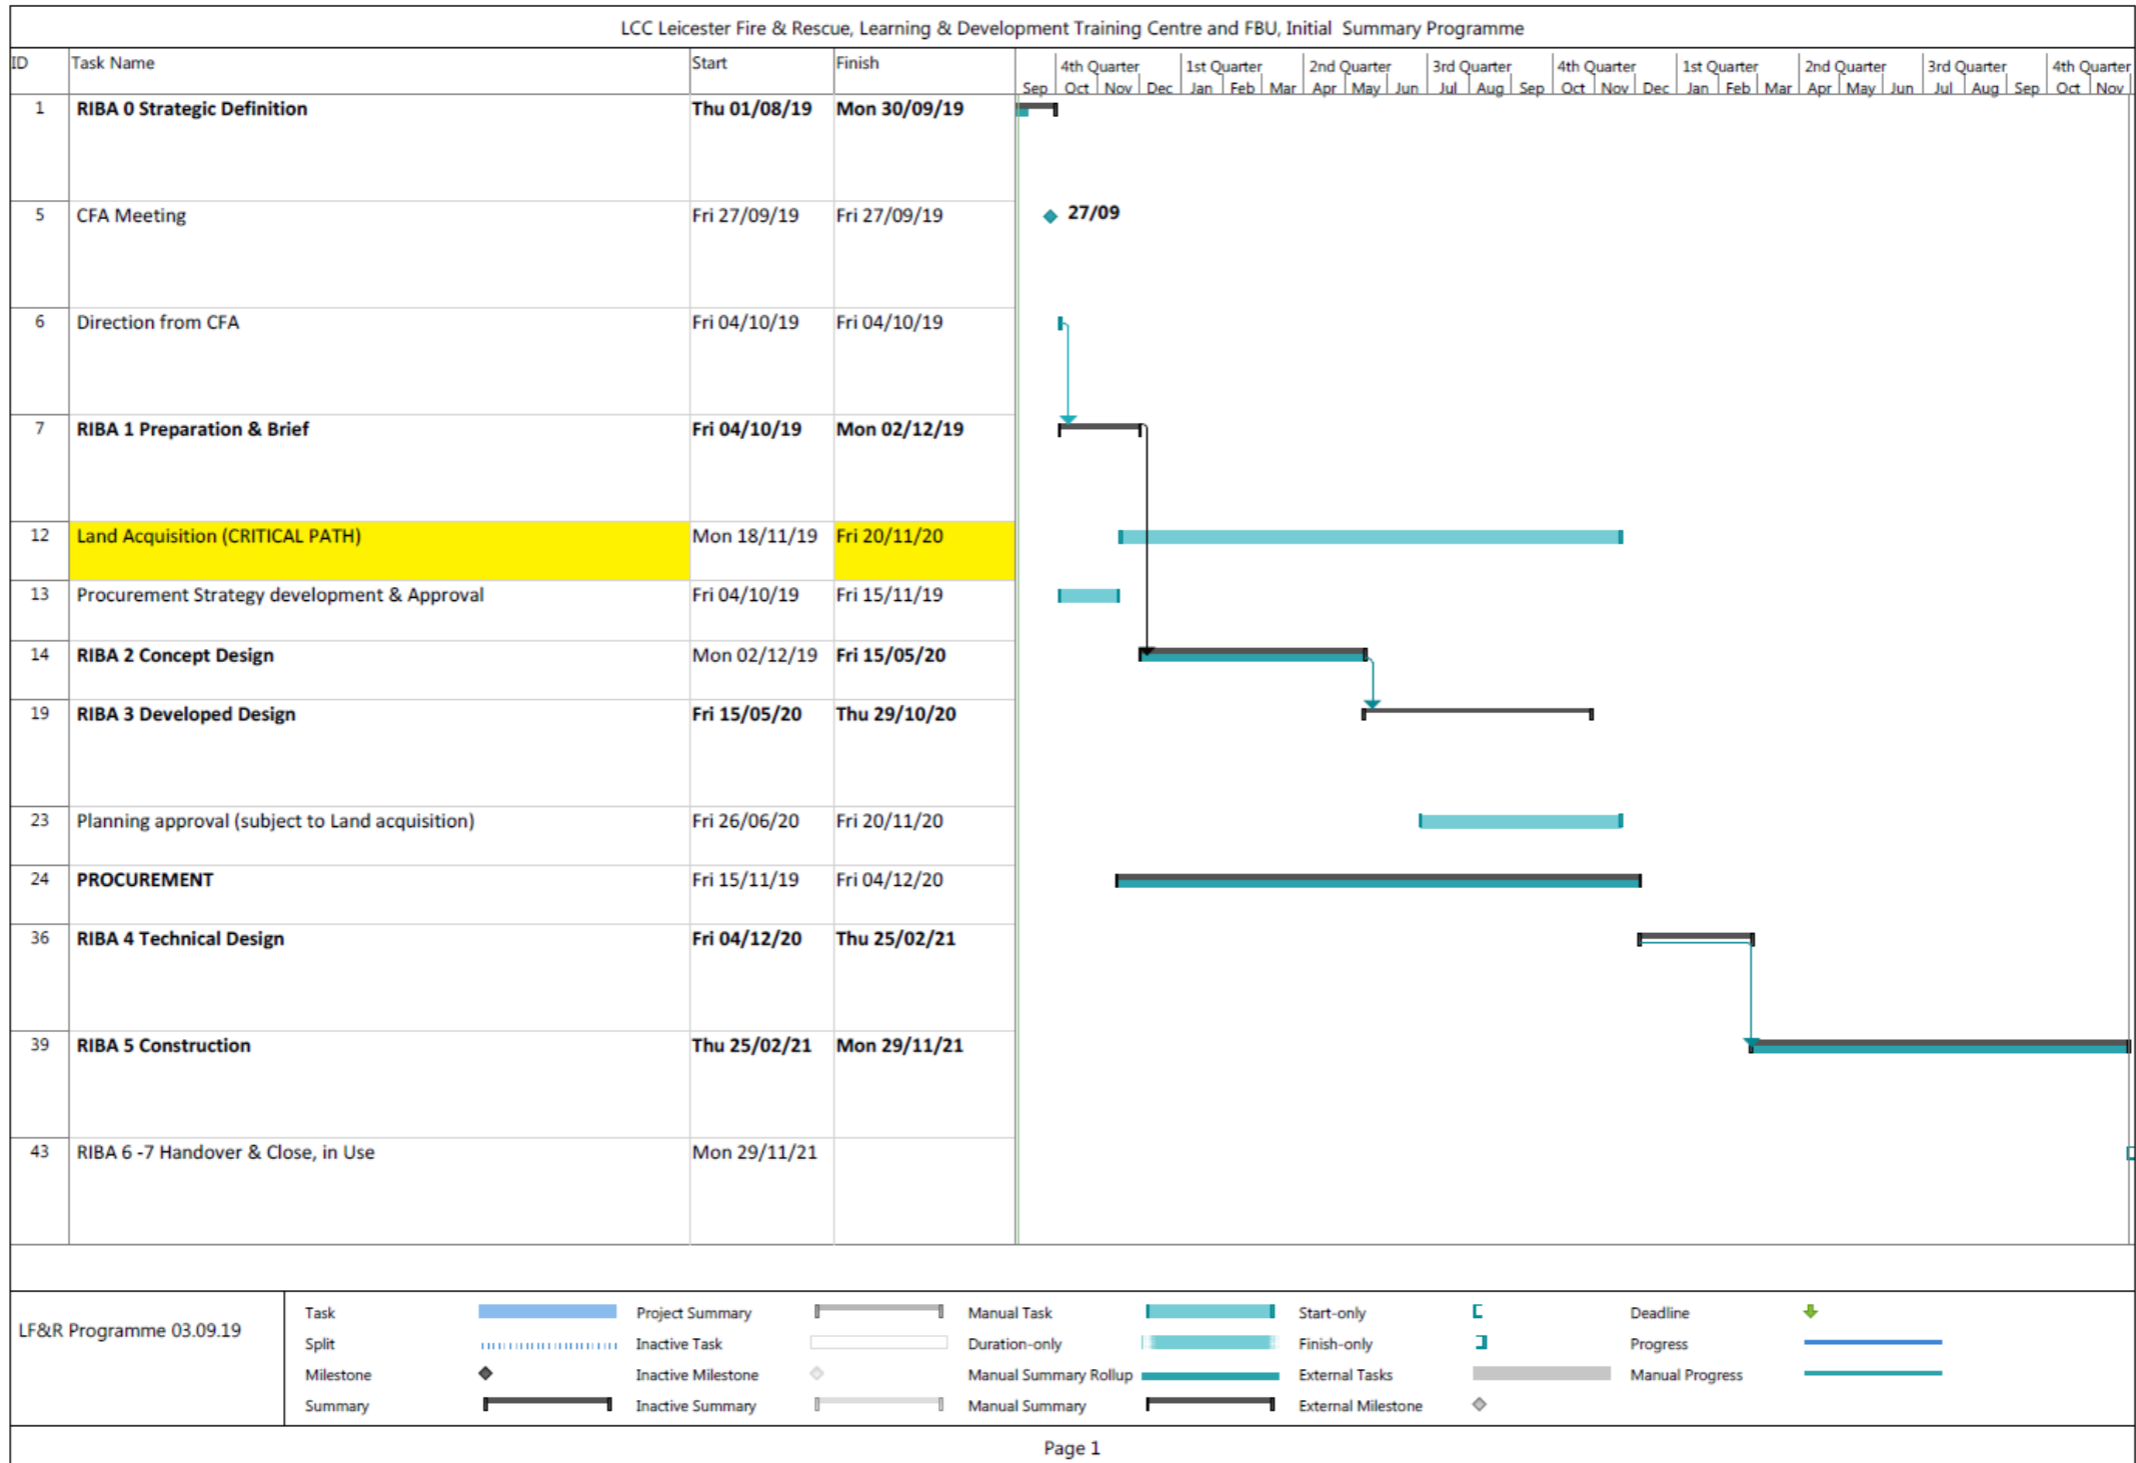 LCC Leicester Fire & Rescue, Learning & Development Training Centre and FBU, Initial Summary Programme
ID Task Name Start Finish 4th Quarter 1st Quarter 2nd Quarter 3rd Quarter 4th Quarter 1st Quarter 2nd Quarter 3rd Quarter 4th Quarter
Sep Oct Nov Dec Jan Feb Mar Apr May Jun Jul Aug Sep Oct Nov Dec Jan Feb Mar Apr May Jun Jul Aug Sep Oct Nov
1 RIBA 0 Strategic Definition Thu 01/08/19 Mon 30/09/19
5 CFA Meeting Fri 27/09/19 Fri 27/09/19 27/09
6 Direction from CFA Fri 04/10/19 Fri 04/10/19
7 RIBA 1 Preparation & Brief Fri 04/10/19 Mon 02/12/19
12 Land Acquisition (CRITICAL PATH) Mon 18/11/19 Fri 20/11/20
13 Procurement Strategy development & Approval Fri 04/10/19 Fri 15/11/19
14 RIBA 2 Concept Design Mon 02/12/19 Fri 15/05/20
19 RIBA 3 Developed Design Fri 15/05/20 Thu 29/10/20
23 Planning approval (subject to Land acquisition) Fri 26/06/20 Fri 20/11/20
24 PROCUREMENT Fri 15/11/19 Fri 04/12/20
36 RIBA 4 Technical Design Fri 04/12/20 Thu 25/02/21
39 RIBA 5 Construction Thu 25/02/21 Mon 29/11/21
43 RIBA 6 -7 Handover & Close, in Use Mon 29/11/21
LF&R Programme 03.09.19
Task Project Summary Manual Task Start-only Deadline
Split Inactive Task Duration-only Finish-only Progress
Milestone Inactive Milestone Manual Summary Rollup External Tasks Manual Progress
Summary Inactive Summary Manual Summary External Milestone
Page 1